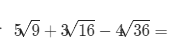 5√9 + 3√16 − 4√36 =